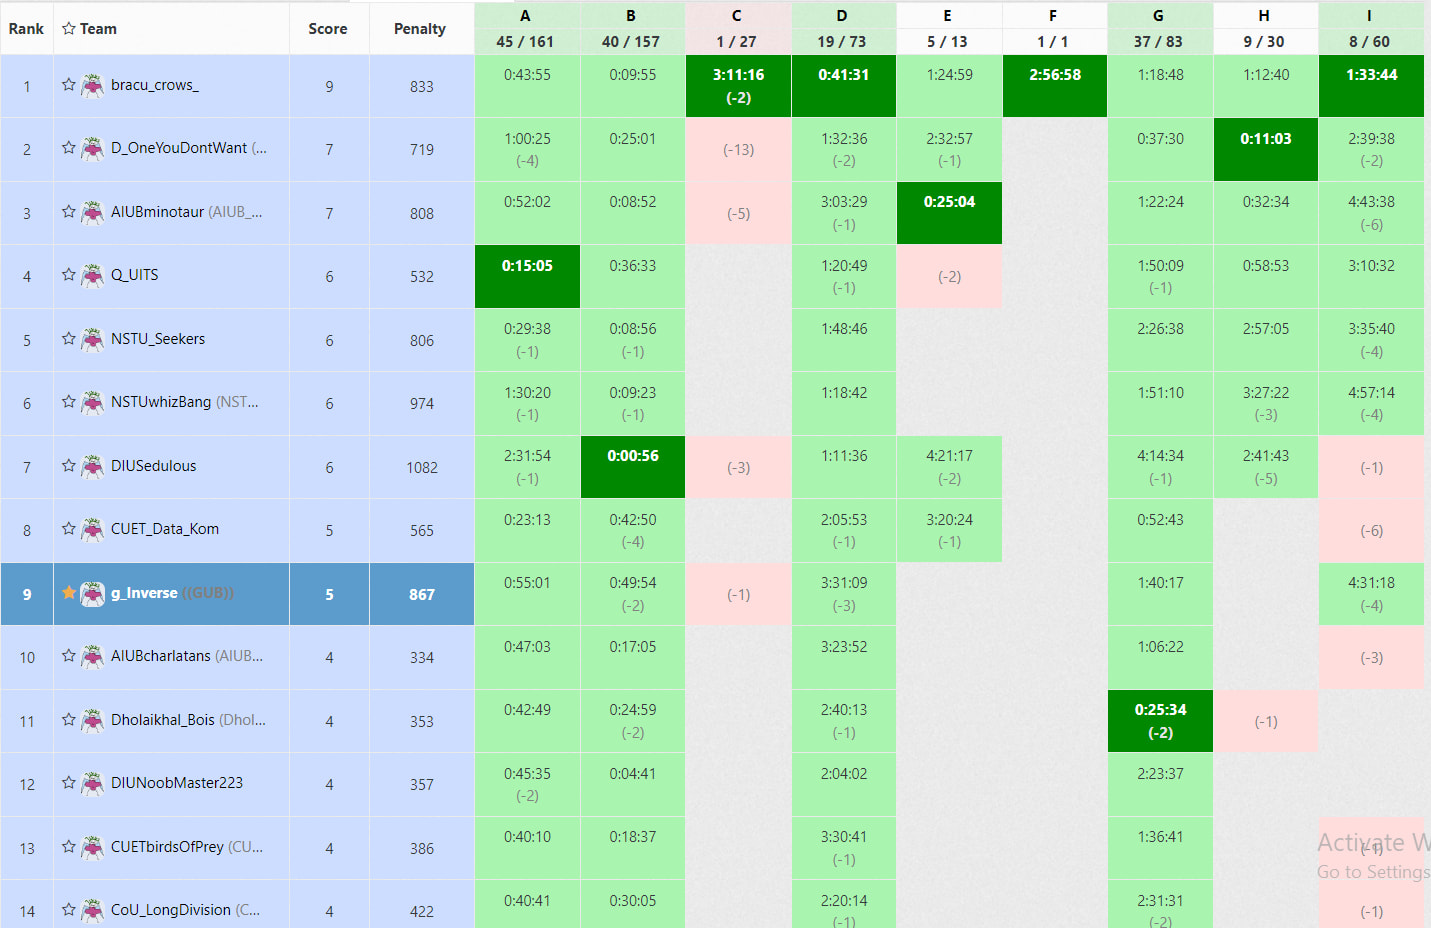 Rank Team Score Penalty A B C D E F G H I
45 / 161 40 / 157 1 / 27 19 / 73 5 / 13 1 / 1 37 / 83 9 / 30 8 / 60
1 bracu_crows_ 9 833 0:43:55 0:09:55 3:11:16 0:41:31 1:24:59 2:56:58 1:18:48 1:12:40 1:33:44
(-2)
2 D_OneYouDontWant (... 7 719 1:00:25 0:25:01 (-13) 1:32:36 2:32:57 0:37:30 0:11:03 2:39:38
(-4) (-2) (-1) (-2)
3 AIUBminotaur (AIUB_... 7 808 0:52:02 0:08:52 (-5) 3:03:29 0:25:04 1:22:24 0:32:34 4:43:38
(-1) (-6)
4 Q_UITS 6 532 0:15:05 0:36:33 1:20:49 (-2) 1:50:09 0:58:53 3:10:32
(-1) (-1)
5 NSTU_Seekers 6 806 0:29:38 0:08:56 1:48:46 2:26:38 2:57:05 3:35:40
(-1) (-1) (-4)
6 NSTUwhizBang (NST... 6 974 1:30:20 0:09:23 1:18:42 1:51:10 3:27:22 4:57:14
(-1) (-1) (-3) (-4)
7 DIUSedulous 6 1082 2:31:54 0:00:56 (-3) 1:11:36 4:21:17 4:14:34 2:41:43 (-1)
(-1) (-2) (-1) (-5)
8 CUET_Data_Kom 5 565 0:23:13 0:42:50 2:05:53 3:20:24 0:52:43 (-6)
(-4) (-1) (-1)
9 g_Inverse ((GUB)) 5 867 0:55:01 0:49:54 (-1) 3:31:09 1:40:17 4:31:18
(-2) (-3) (-4)
10 AIUBcharlatans (AIUB... 4 334 0:47:03 0:17:05 3:23:52 1:06:22 (-3)
11 Dholaikhal_Bois (Dhol... 4 353 0:42:49 0:24:59 2:40:13 0:25:34 (-1)
(-2) (-1) (-2)
12 DIUNoobMaster223 4 357 0:45:35 0:04:41 2:04:02 2:23:37
(-2)
13 CUETbirdsOfPrey (CU... 4 386 0:40:10 0:18:37 3:30:41 1:36:41 (-1)
(-1)
Activate W
Go to Settings
14 CoU_LongDivision (C... 4 422 0:40:41 0:30:05 2:20:14 2:31:31 (-1)
(-1) (-2)